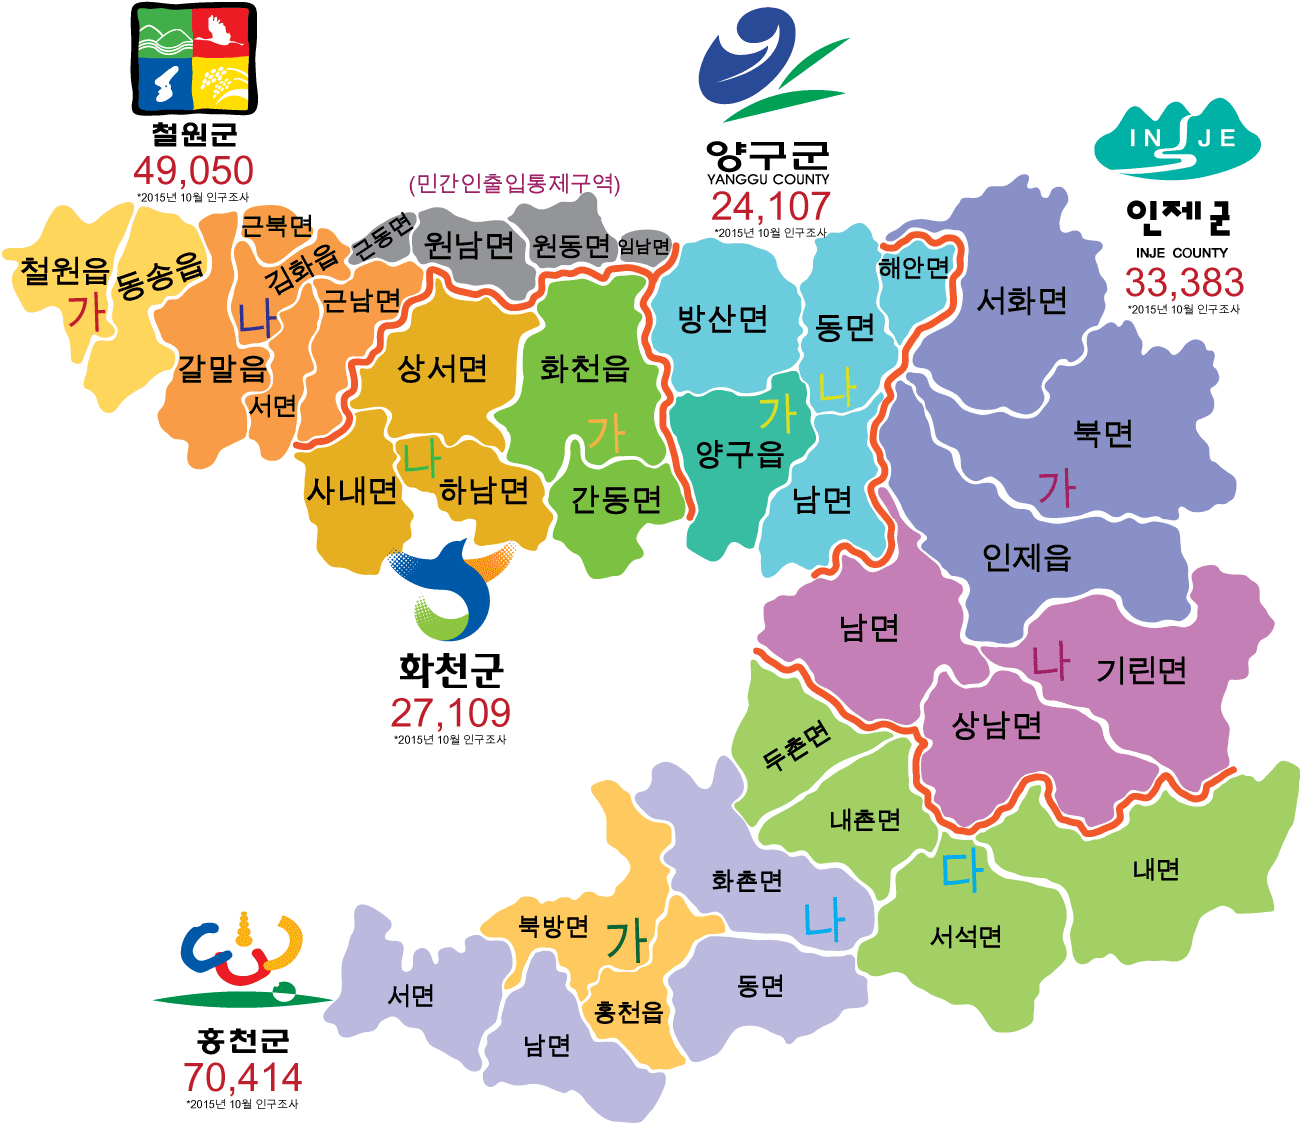 철원군
49,050
*2015년 10월 인구조사
양구군
YANGGU COUNTY
24,107
*2015년 10월 인구조사
INJE
인제군
INJE COUNTY
33,383
*2015년 10월 인구조사
(민간인출입통제구역)
철원읍
가
동송읍
근북면
김화읍
나
갈말읍
서면
근남면
근동면
원남면
원동면
임남면
상서면
화천읍
가
나
사내면
하남면
간동면
방산면
동면
해안면
나
가
양구읍
남면
서화면
북면
가
인제읍
남면
나
기린면
상남면
화천군
27,109
*2015년 10월 인구조사
두촌면
내촌면
다
내면
화촌면
나
서석면
북방면
가
서면
동면
홍천읍
남면
홍천군
70,414
*2015년 10월 인구조사